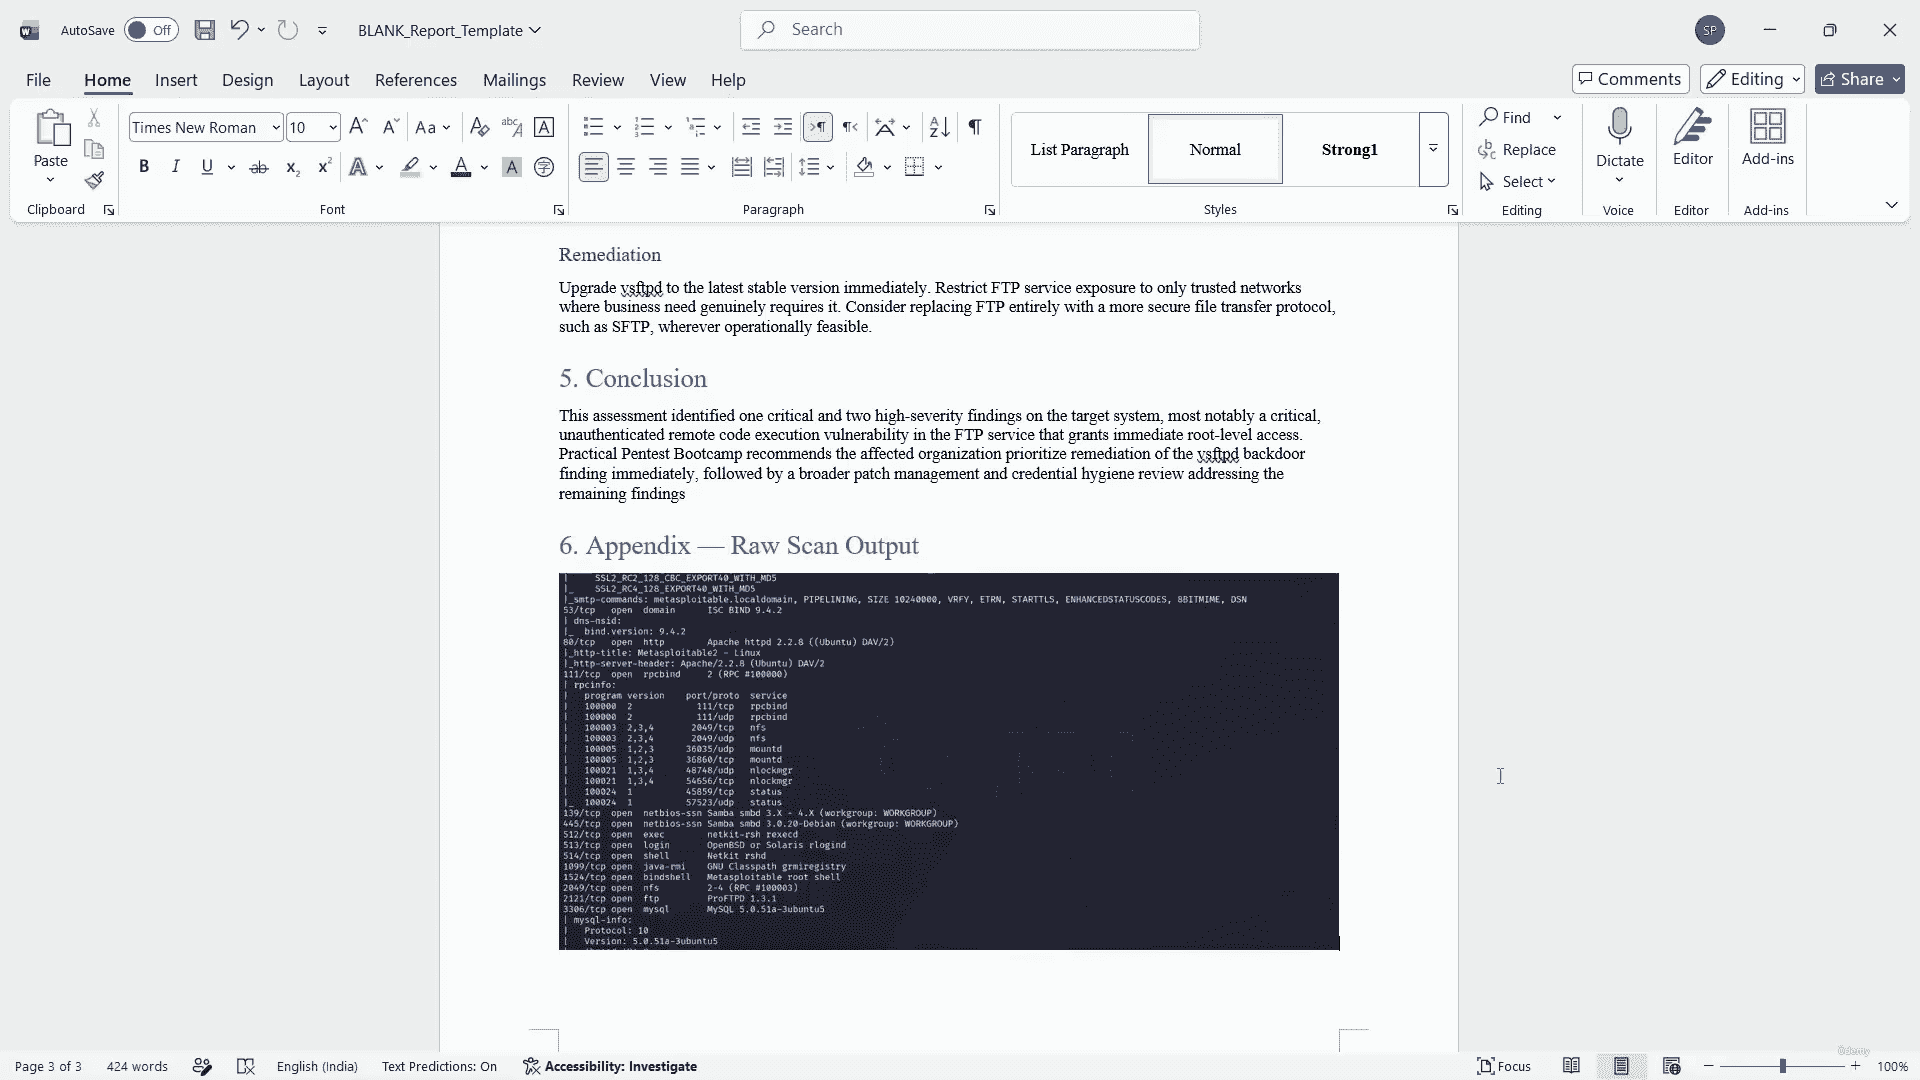 AutoSave Off BLANK_Report_Template Search SP
File Home Insert Design Layout References Mailings Review View Help Comments Editing Share
Times New Roman 10 Aa List Paragraph Normal Strong1 Find
Paste Replace Dictate Editor Add-ins
B I U ab x₂ x² A A A Select
Clipboard Font Paragraph Styles Editing Voice Editor Add-ins
Remediation
Upgrade vsftpd to the latest stable version immediately. Restrict FTP service exposure to only trusted networks
where business need genuinely requires it. Consider replacing FTP entirely with a more secure file transfer protocol,
such as SFTP, wherever operationally feasible.
5. Conclusion
This assessment identified one critical and two high-severity findings on the target system, most notably a critical,
unauthenticated remote code execution vulnerability in the FTP service that grants immediate root-level access.
Practical Pentest Bootcamp recommends the affected organization prioritize remediation of the vsftpd backdoor
finding immediately, followed by a broader patch management and credential hygiene review addressing the
remaining findings
6. Appendix — Raw Scan Output
| SSL2_RC2_128_CBC_EXPORT40_WITH_MD5
|_ SSL2_RC4_128_EXPORT40_WITH_MD5
|_smtp-commands: metasploitable.localdomain, PIPELINING, SIZE 10240000, VRFY, ETRN, STARTTLS, ENHANCEDSTATUSCODES, 8BITMIME, DSN
53/tcp open domain ISC BIND 9.4.2
| dns-nsid:
|_ bind.version: 9.4.2
80/tcp open http Apache httpd 2.2.8 ((Ubuntu) DAV/2)
|_http-title: Metasploitable2 - Linux
|_http-server-header: Apache/2.2.8 (Ubuntu) DAV/2
111/tcp open rpcbind 2 (RPC #100000)
| rpcinfo:
| program version port/proto service
| 100000 2 111/tcp rpcbind
| 100000 2 111/udp rpcbind
| 100003 2,3,4 2049/tcp nfs
| 100003 2,3,4 2049/udp nfs
| 100005 1,2,3 36035/udp mountd
| 100005 1,2,3 36860/tcp mountd
| 100021 1,3,4 48748/udp nlockmgr
| 100021 1,3,4 54656/tcp nlockmgr
| 100024 1 45859/tcp status
|_ 100024 1 57523/udp status
139/tcp open netbios-ssn Samba smbd 3.X - 4.X (workgroup: WORKGROUP)
445/tcp open netbios-ssn Samba smbd 3.0.20-Debian (workgroup: WORKGROUP)
512/tcp open exec netkit-rsh rexecd
513/tcp open login OpenBSD or Solaris rlogind
514/tcp open shell Netkit rshd
1099/tcp open java-rmi GNU Classpath grmiregistry
1524/tcp open bindshell Metasploitable root shell
2049/tcp open nfs 2-4 (RPC #100003)
2121/tcp open ftp ProFTPD 1.3.1
3306/tcp open mysql MySQL 5.0.51a-3ubuntu5
| mysql-info:
| Protocol: 10
| Version: 5.0.51a-3ubuntu5
Udemy
Page 3 of 3 424 words English (India) Text Predictions: On Accessibility: Investigate Focus 100%